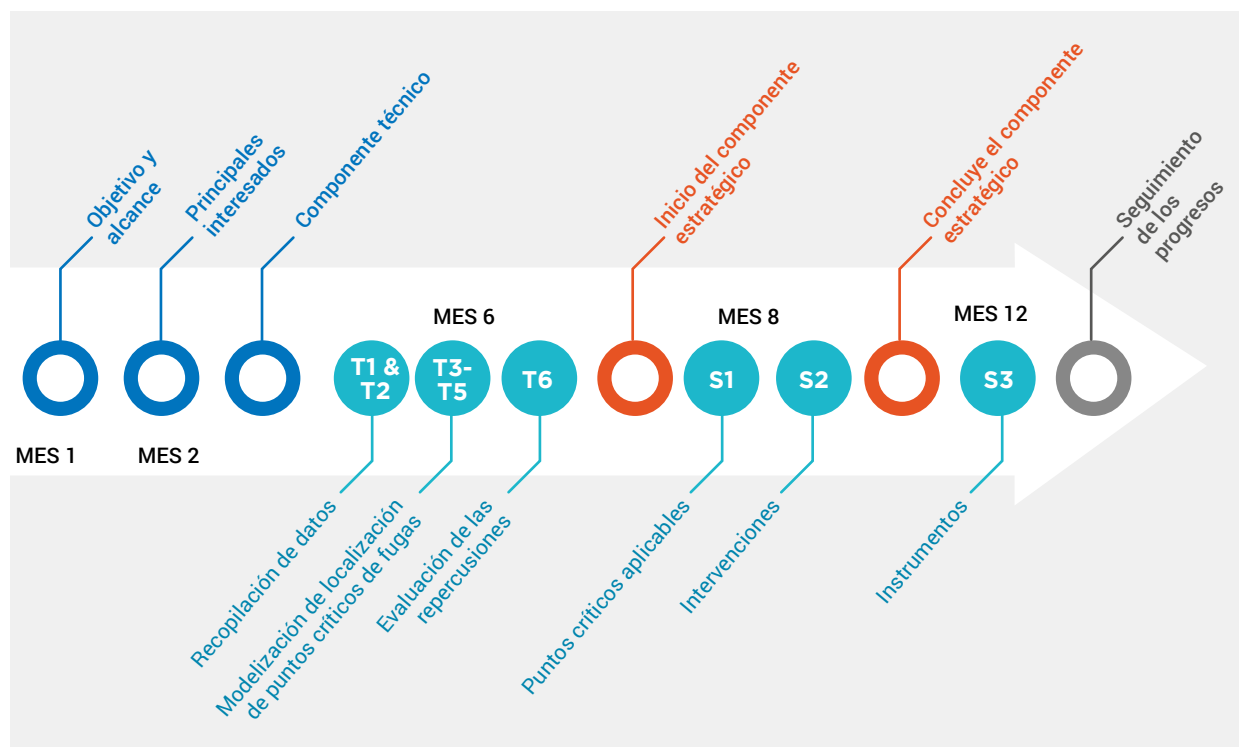 Objetivo y
alcance
Principales
interesados
Componente técnico
Inicio del componente
estratégico
Concluye el componente
estratégico
Seguimiento
de los
progresos
MES 6
MES 8
MES 12
T1 &
T2
T3-
T5
T6
S1
S2
S3
MES 1
MES 2
Recopilación de datos
Modelización de localización
de puntos críticos de fugas
Evaluación de las
repercusiones
Puntos críticos aplicables
Intervenciones
Instrumentos